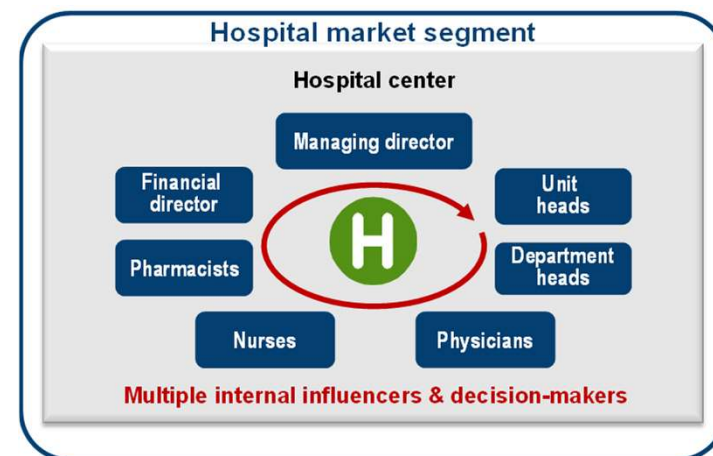 Hospital market segment
Hospital center
Managing director
Financial
director
Unit
heads
H
Pharmacists
Department
heads
Nurses
Physicians
Multiple internal influencers & decision-makers